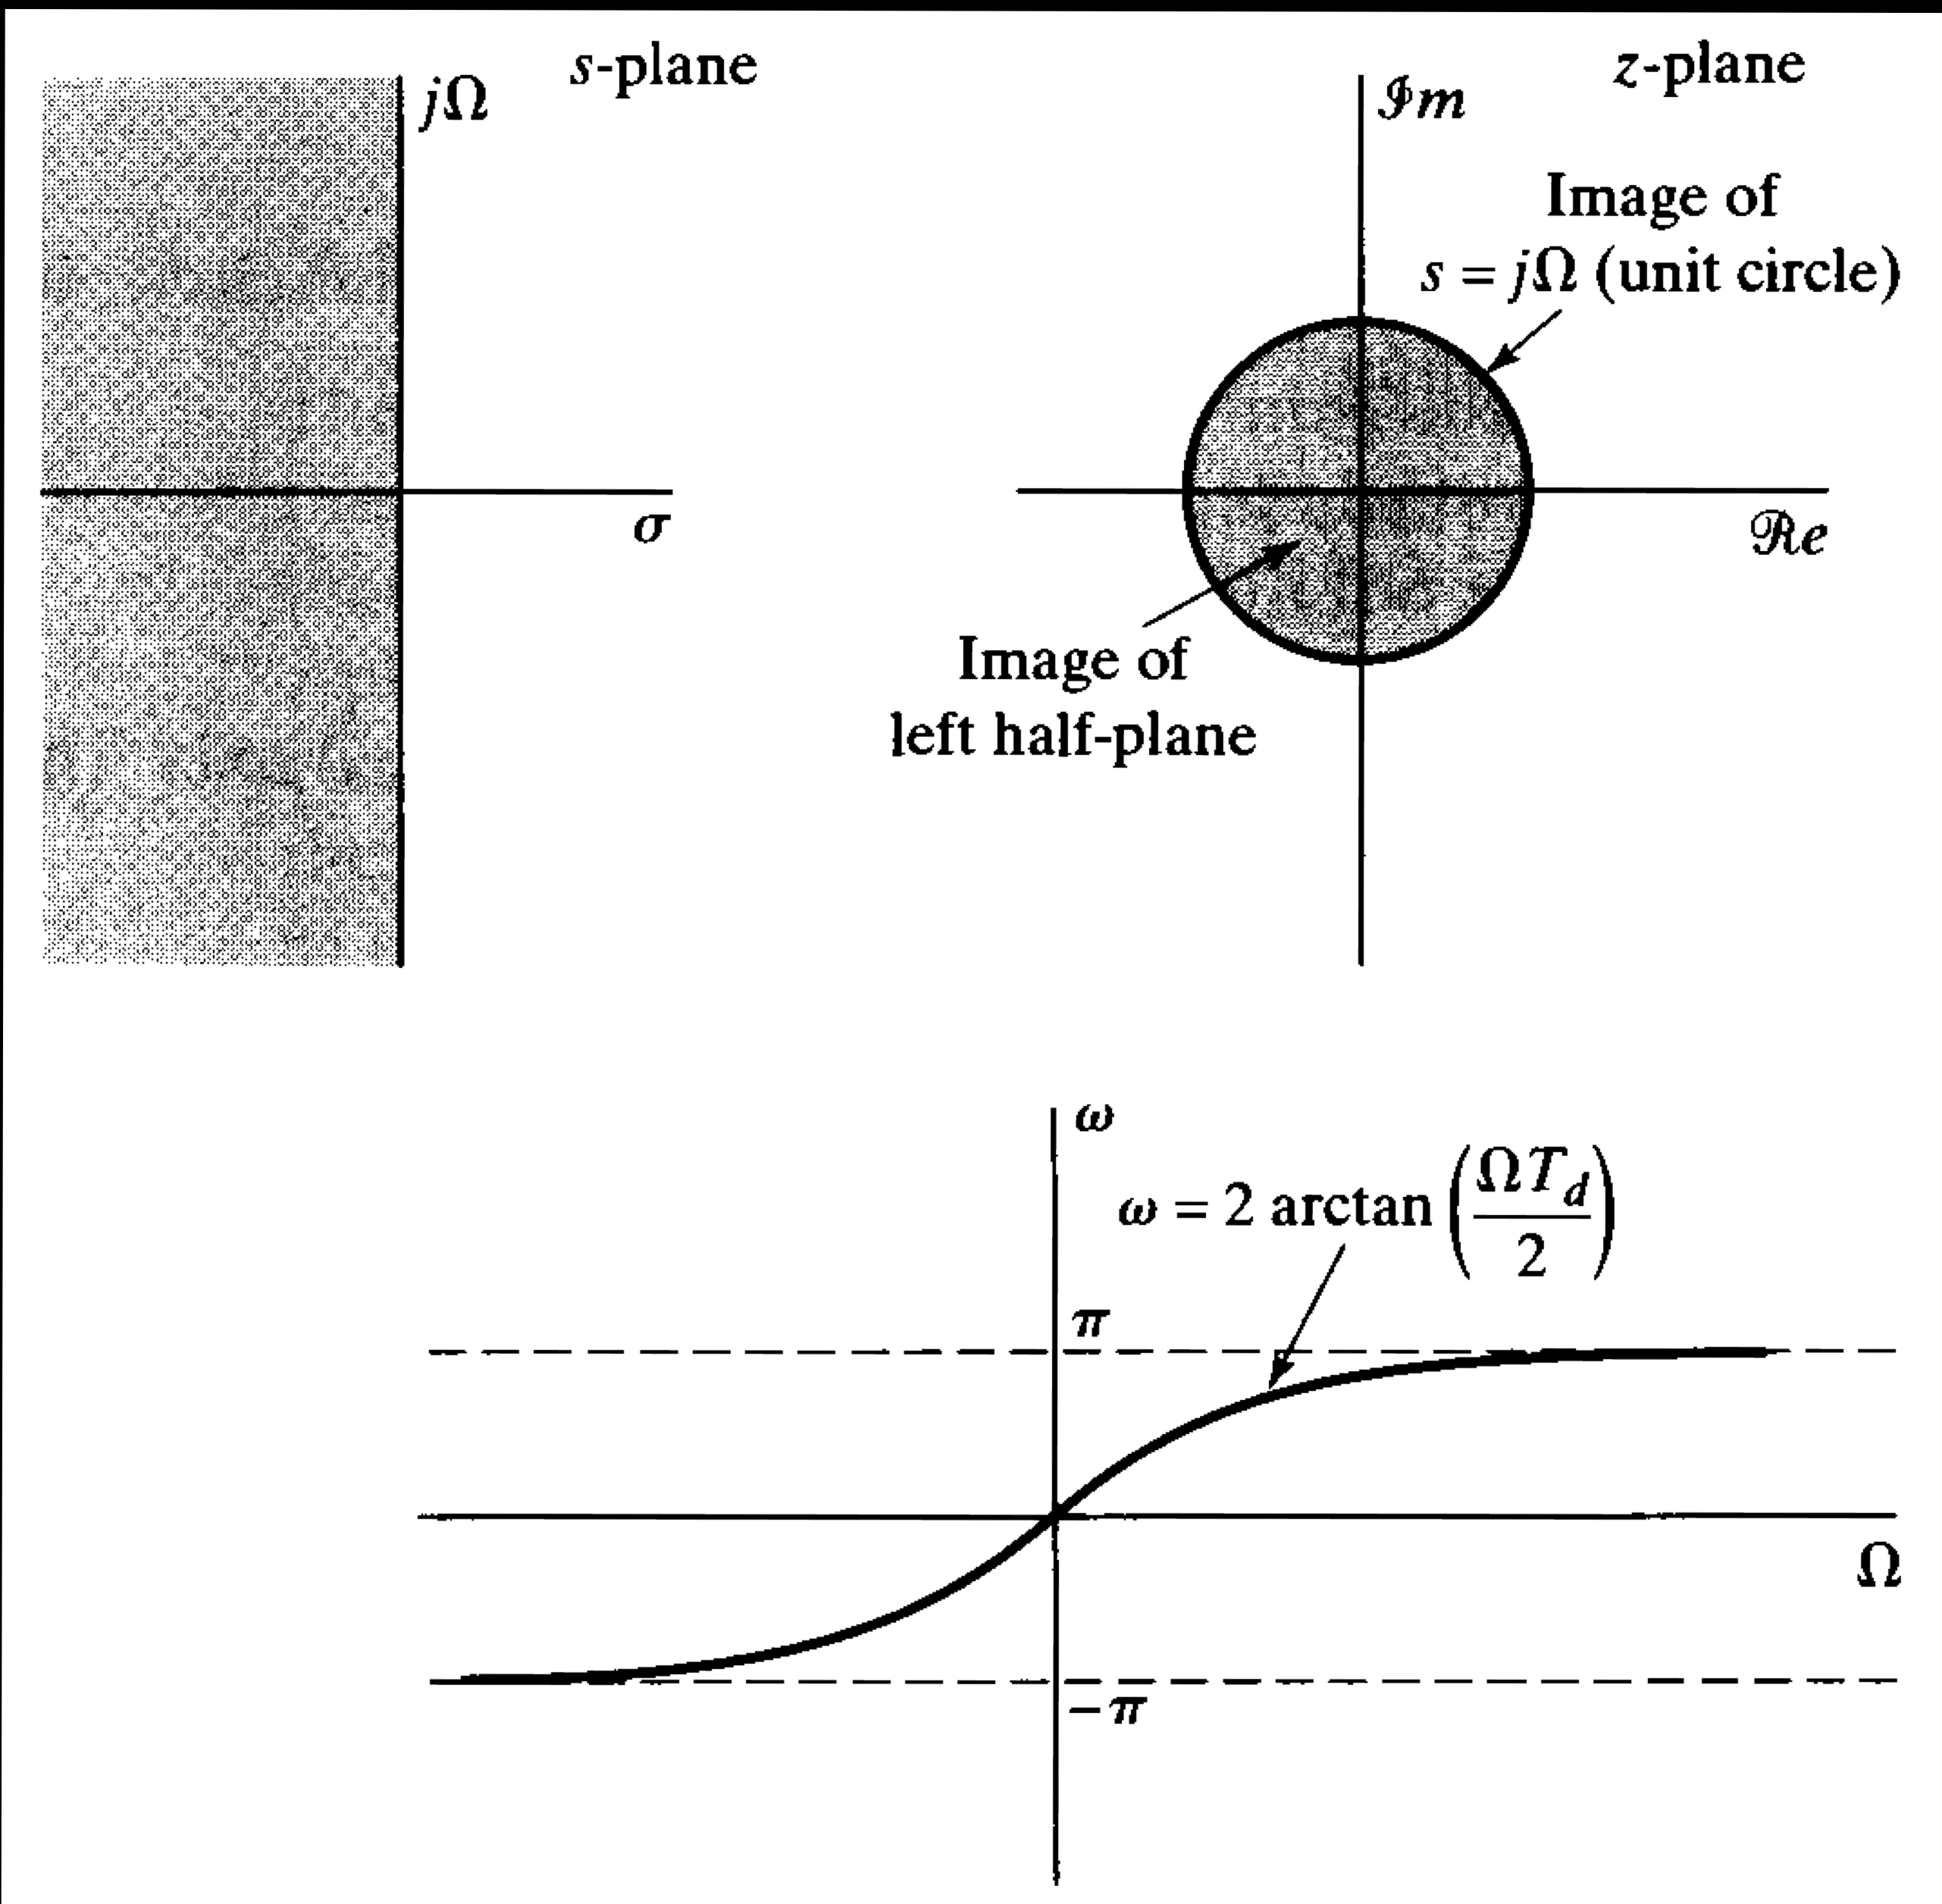 s-plane
jΩ
σ
z-plane
ℐm
Image of
s = jΩ (unit circle)
ℛe
Image of
left half-plane
ω
ω = 2 arctan (ΩT_d / 2)
π
Ω
−π